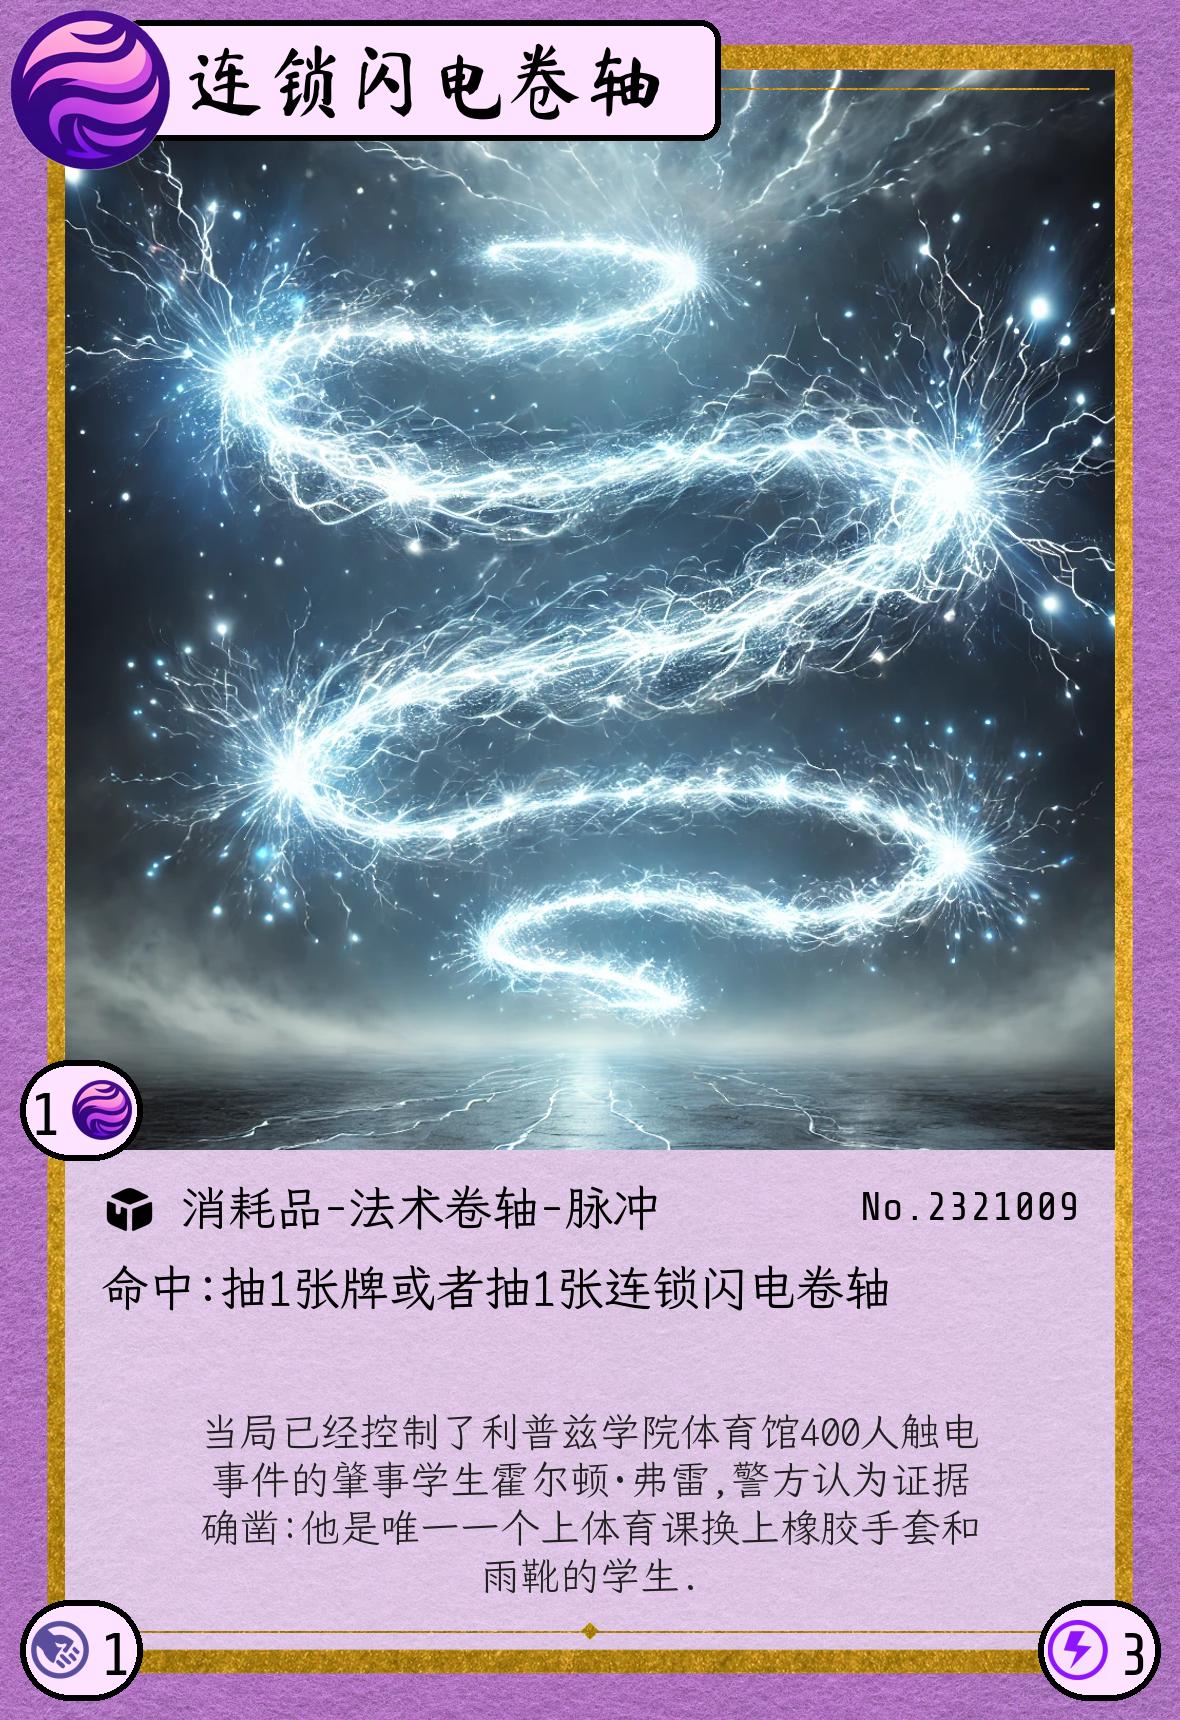 连锁闪电卷轴
1
消耗品-法术卷轴-脉冲
No.2321009
命中:抽1张牌或者抽1张连锁闪电卷轴
当局已经控制了利普兹学院体育馆400人触电
事件的肇事学生霍尔顿·弗雷,警方认为证据
确凿:他是唯一一个上体育课换上橡胶手套和
雨靴的学生.
1
3